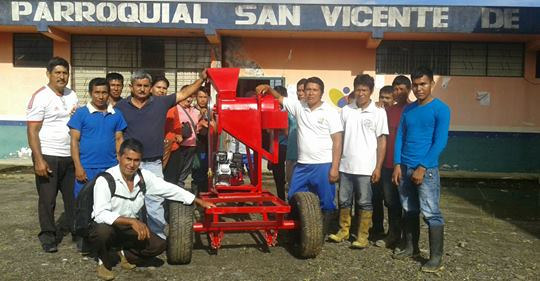 PARROQUIAL SAN VICENTE DE